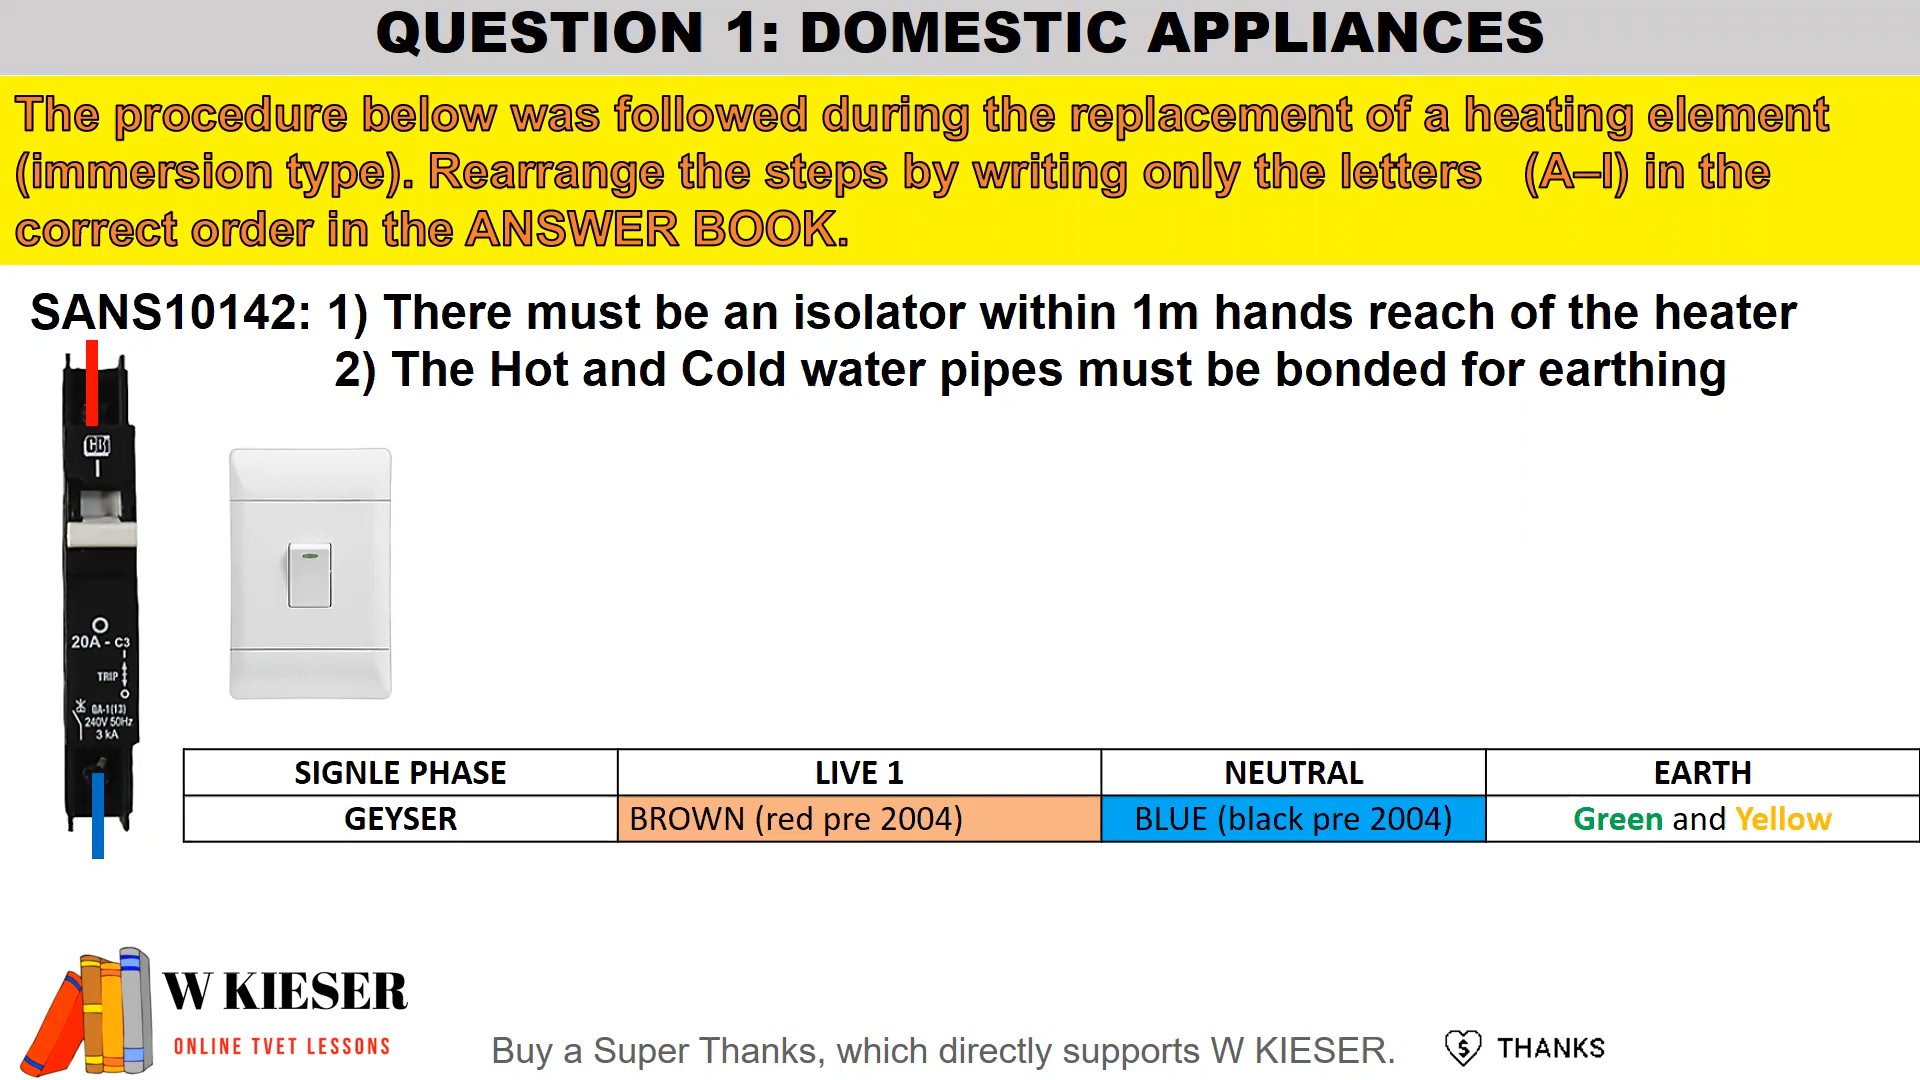 QUESTION 1: DOMESTIC APPLIANCES
The procedure below was followed during the replacement of a heating element
(immersion type). Rearrange the steps by writing only the letters (A–I) in the
correct order in the ANSWER BOOK.
SANS10142: 1) There must be an isolator within 1m hands reach of the heater
2) The Hot and Cold water pipes must be bonded for earthing
CBi
I
O
20A - C3
I
TRIP
O
QA-1(13)
240V 50Hz
3 kA
SIGNLE PHASE LIVE 1 NEUTRAL EARTH
GEYSER BROWN (red pre 2004) BLUE (black pre 2004) Green and Yellow
W KIESER
ONLINE TVET LESSONS
Buy a Super Thanks, which directly supports W KIESER.
$ THANKS